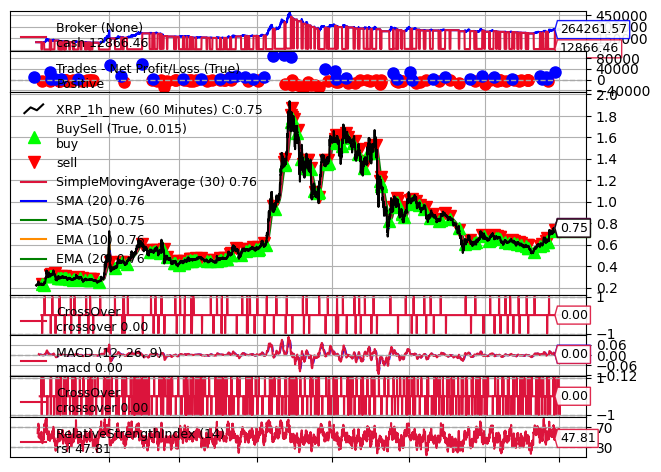 Broker (None)
cash 12866.46
450000
264261.57
12866.46
Trades - Net Profit/Loss (True)
positive
80000
40000
0
−40000
2.0
XRP_1h_new (60 Minutes) C:0.75
BuySell (True, 0.015)
buy
sell
SimpleMovingAverage (30) 0.76
SMA (20) 0.76
SMA (50) 0.75
EMA (10) 0.76
EMA (20) 0.76
1.8
1.6
1.4
1.2
1.0
0.8
0.75
0.6
0.4
0.2
CrossOver
crossover 0.00
1
0.00
−1
MACD (12, 26, 9)
macd 0.00
0.06
0.00
0.00
−0.06
−0.12
CrossOver
crossover 0.00
1
0.00
−1
RelativeStrengthIndex (14)
rsi 47.81
70
47.81
30